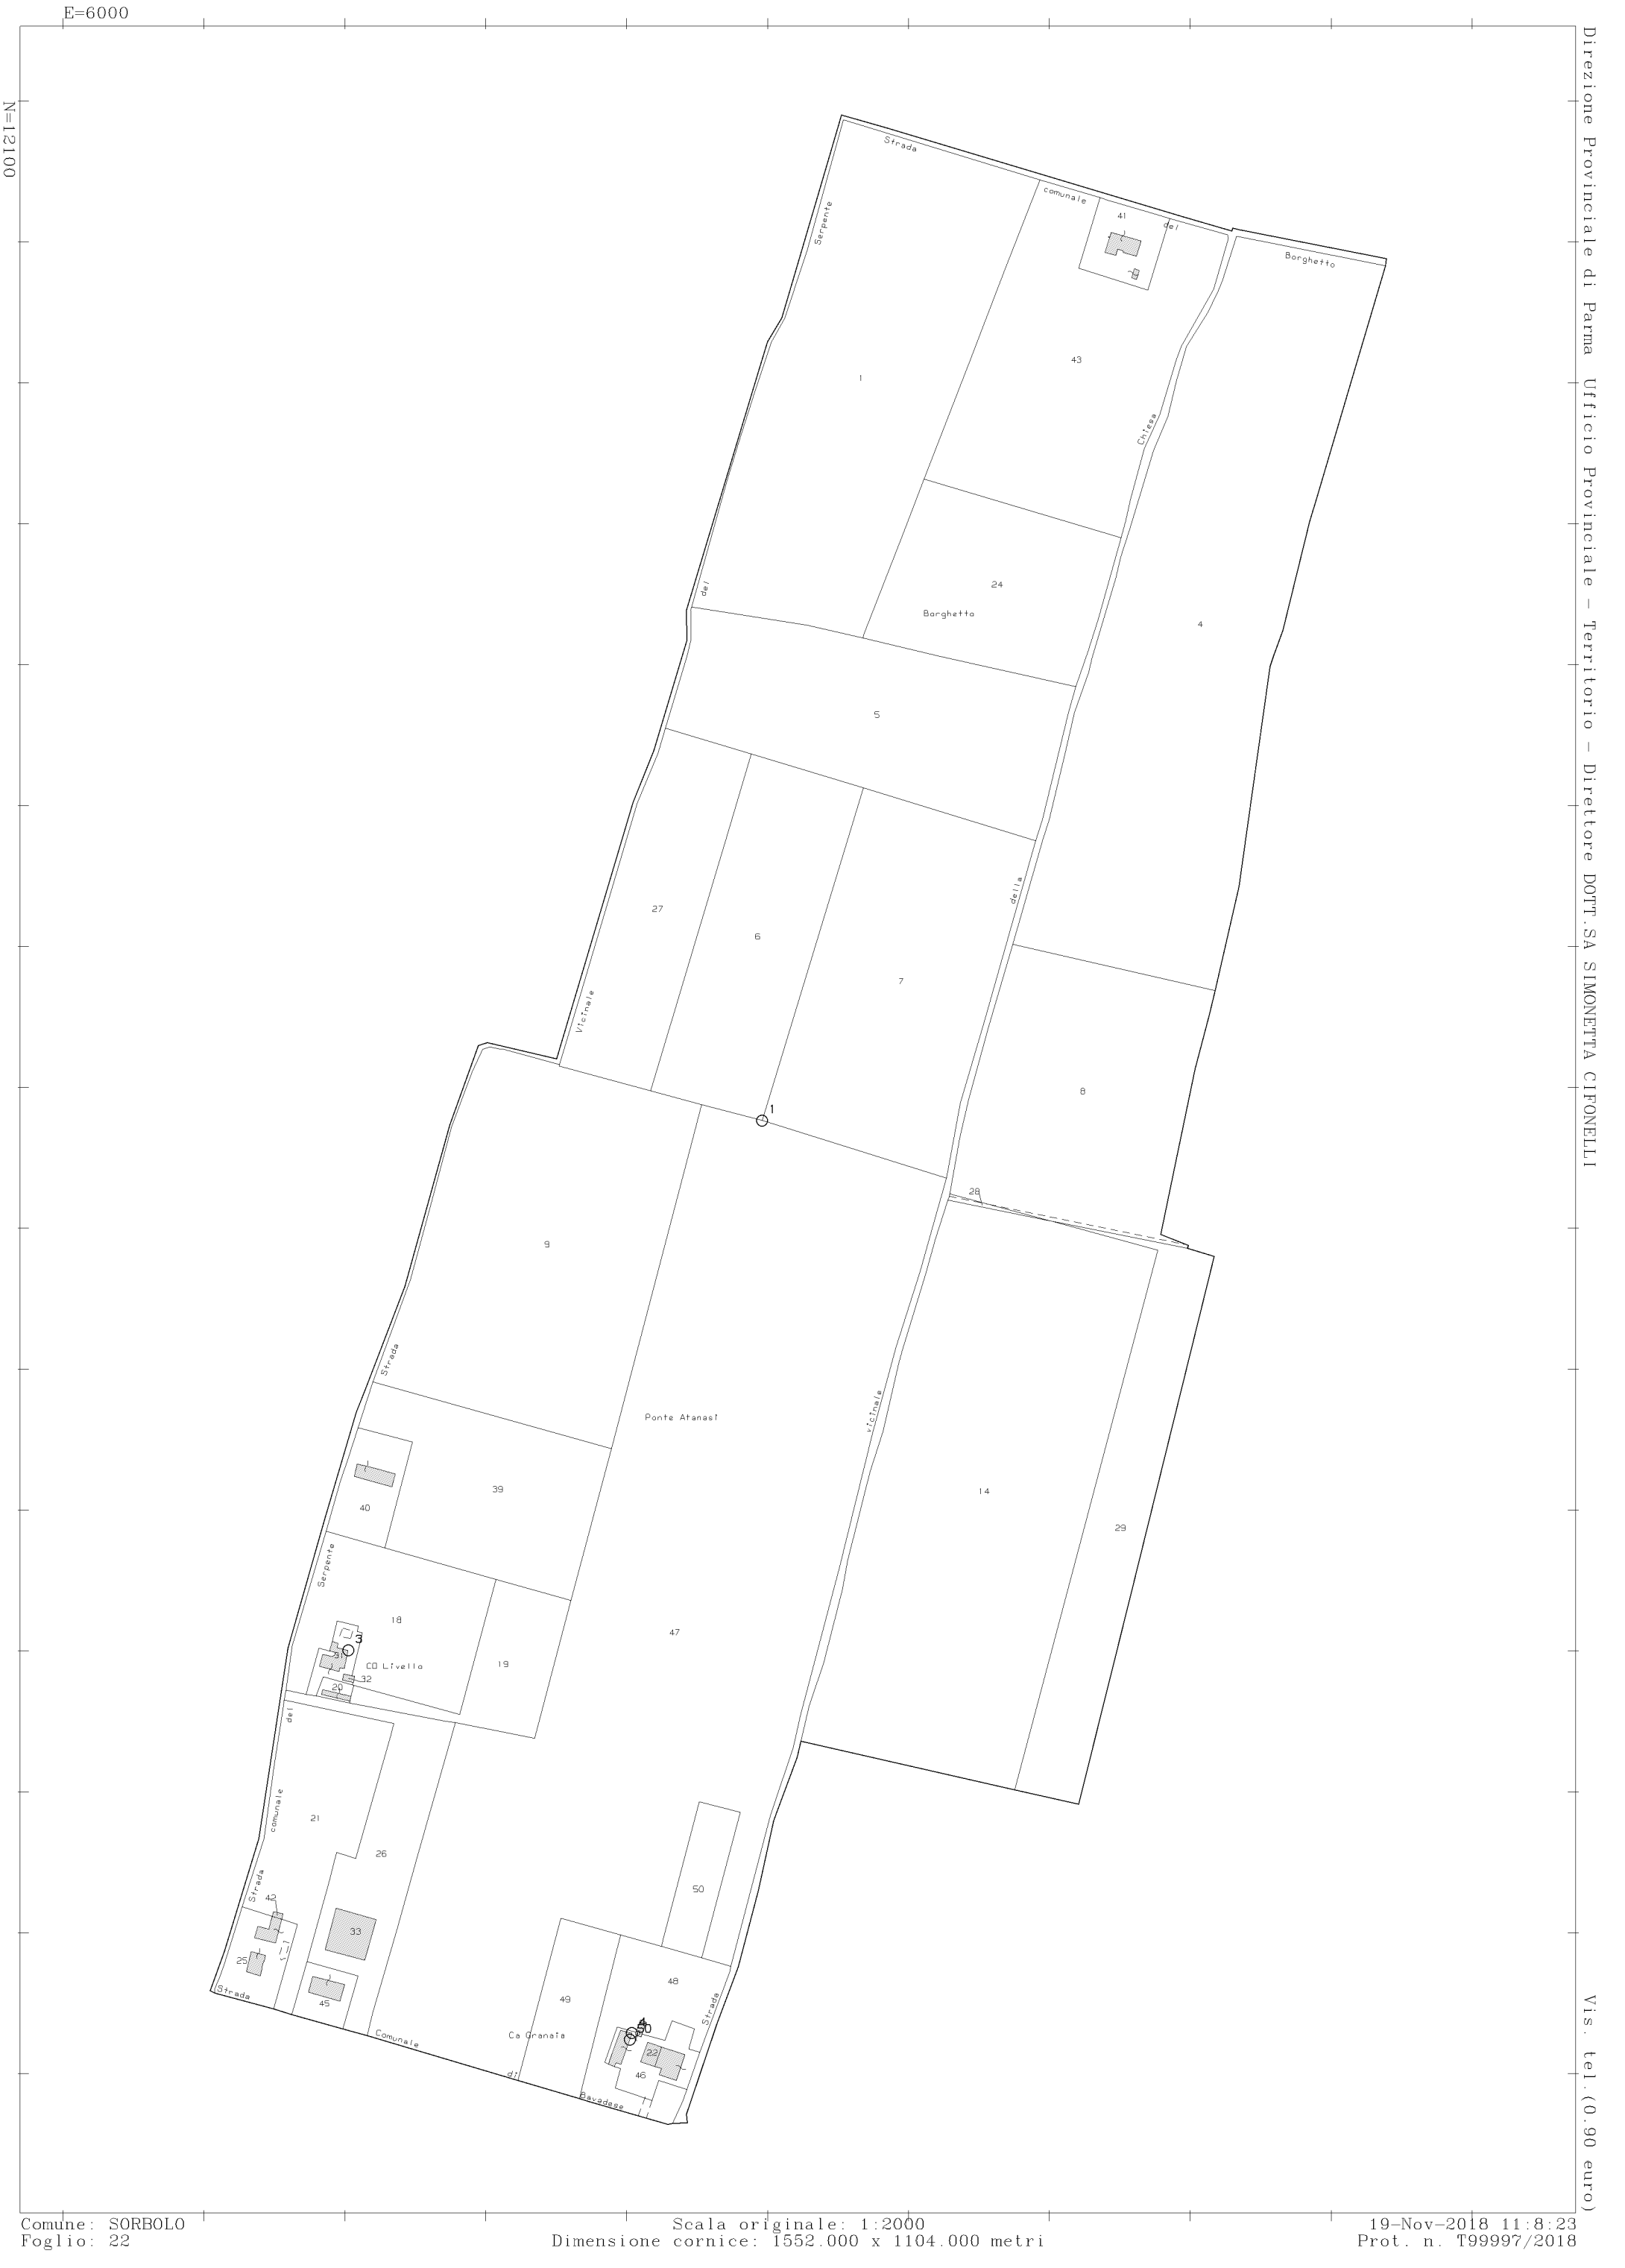 E=6000
N=12100
Direzione Provinciale di Parma Ufficio Provinciale - Territorio - Direttore DOTT.SA SIMONETTA CIFONELLI
Vis. tel.(0.90 euro)
Strada
comunale
del
Borghetto
41
Serpente
43
1
Chiesa
del
24
Borghetto
4
5
27
6
della
7
Vicinale
8
1
28
9
Strada
Ponte Atanasi
vicinale
39
14
40
29
Serpente
18
47
3
31
CO Livello
19
32
20
del
comunale
21
26
50
Strada
42
33
25
48
Strada
45
49
Strada
Comunale
Ca Granaia
22
46
di
Bavadese
Comune: SORBOLO
Foglio: 22
Scala originale: 1:2000
Dimensione cornice: 1552.000 x 1104.000 metri
19-Nov-2018 11:8:23
Prot. n. T99997/2018